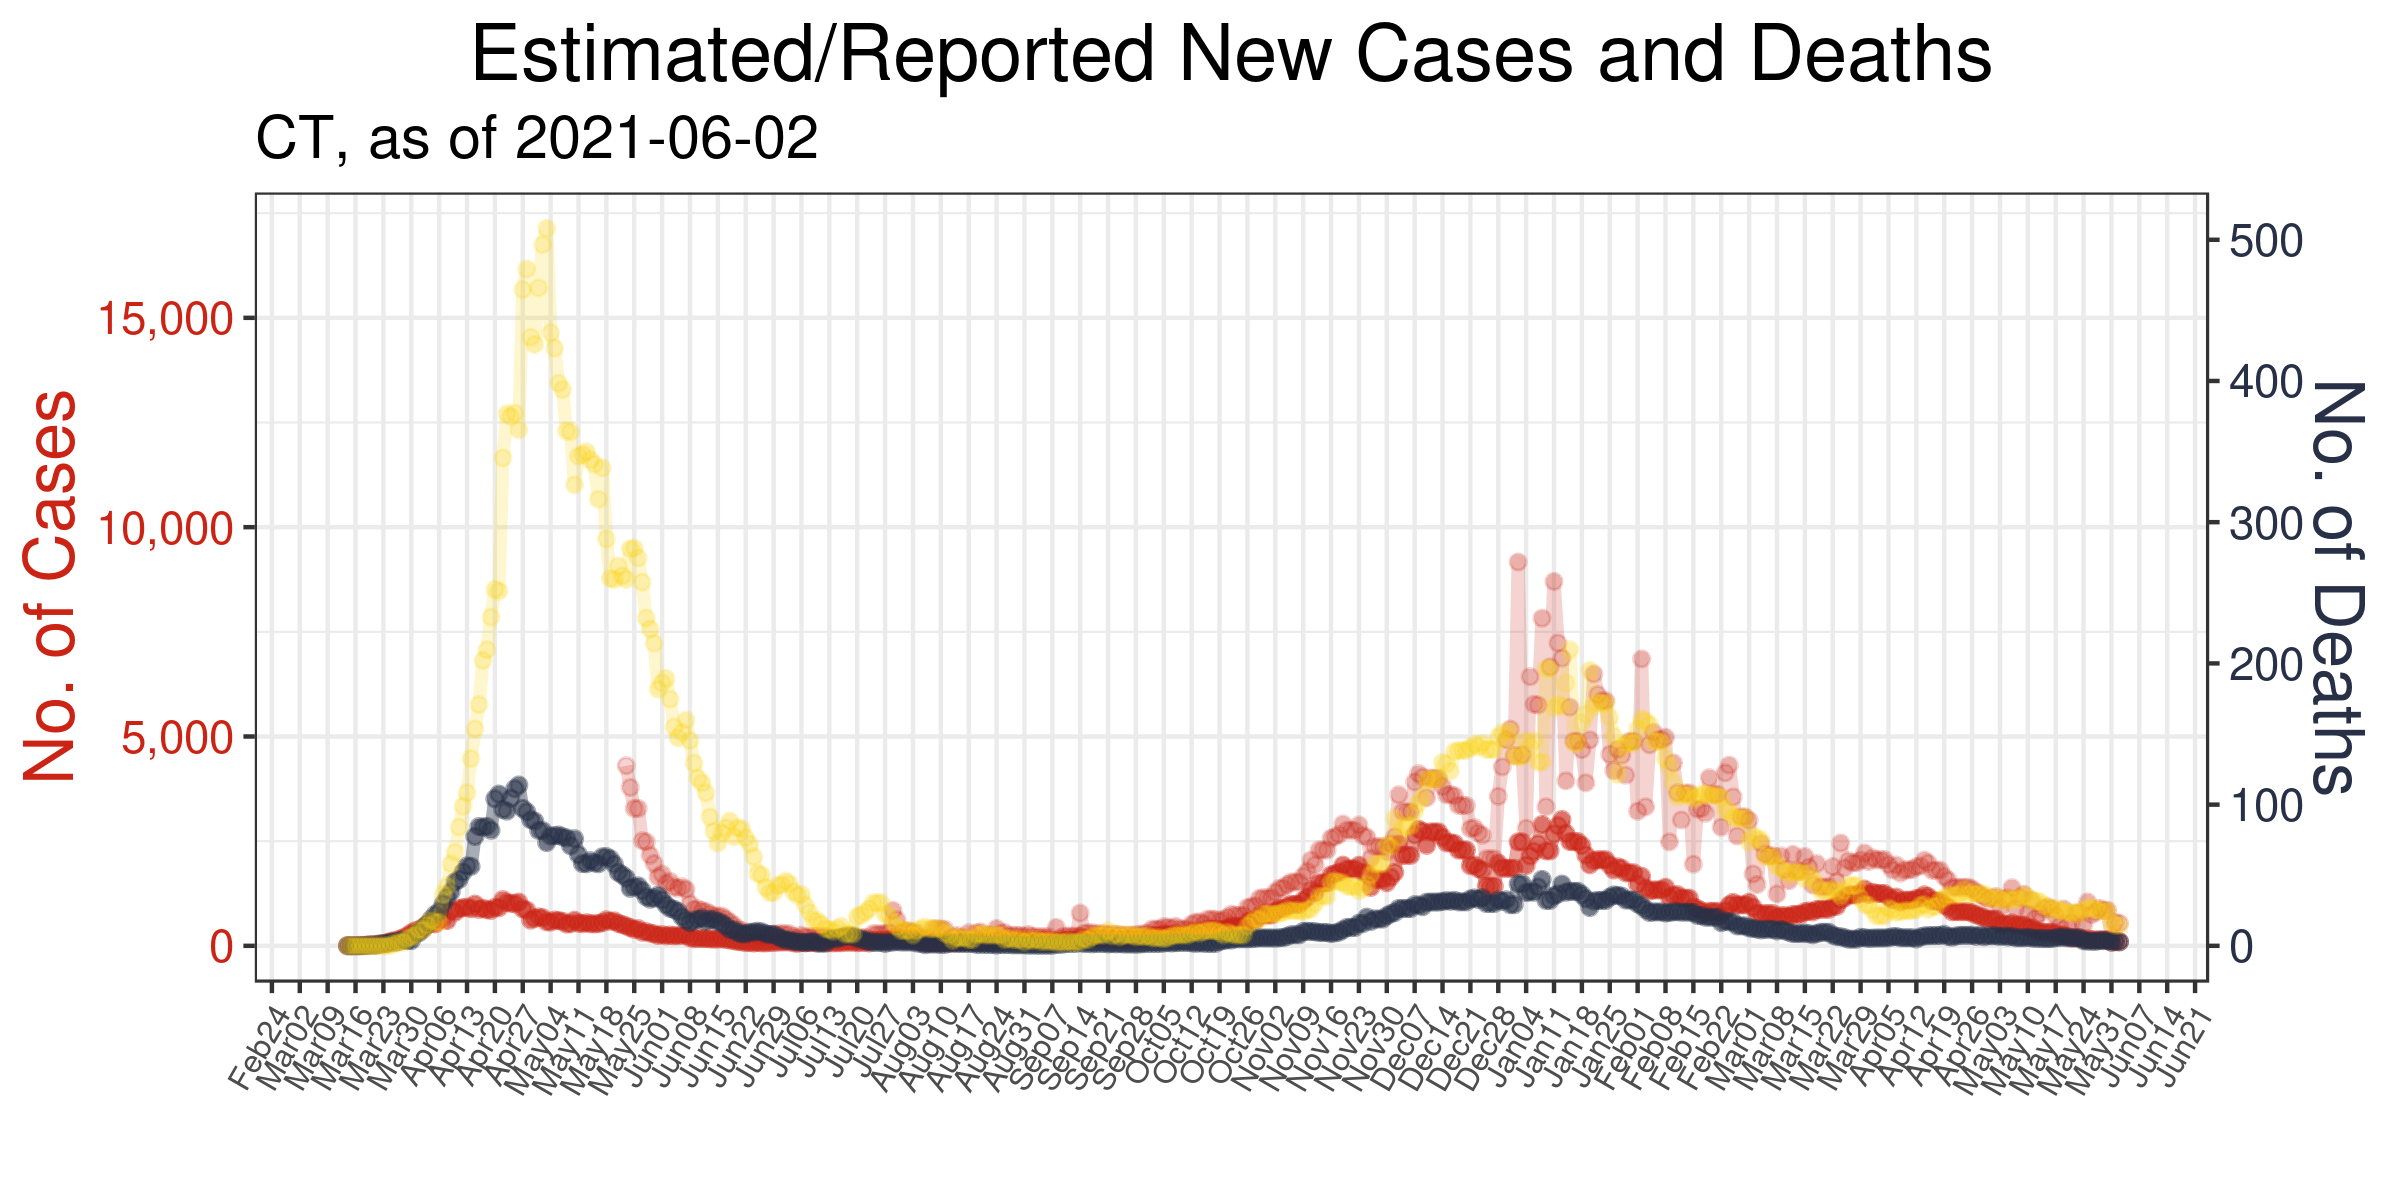 Estimated/Reported New Cases and Deaths
CT, as of 2021-06-02
No. of Cases
15,000
10,000
5,000
0
500
400
300
200
100
0
No. of Deaths
Feb24
Mar02
Mar09
Mar16
Mar23
Mar30
Apr06
Apr13
Apr20
Apr27
May04
May11
May18
May25
Jun01
Jun08
Jun15
Jun22
Jun29
Jul06
Jul13
Jul20
Jul27
Aug03
Aug10
Aug17
Aug24
Aug31
Sep07
Sep14
Sep21
Sep28
Oct05
Oct12
Oct19
Oct26
Nov02
Nov09
Nov16
Nov23
Nov30
Dec07
Dec14
Dec21
Dec28
Jan04
Jan11
Jan18
Jan25
Feb01
Feb08
Feb15
Feb22
Mar01
Mar08
Mar15
Mar22
Mar29
Apr05
Apr12
Apr19
Apr26
May03
May10
May17
May24
May31
Jun07
Jun14
Jun21